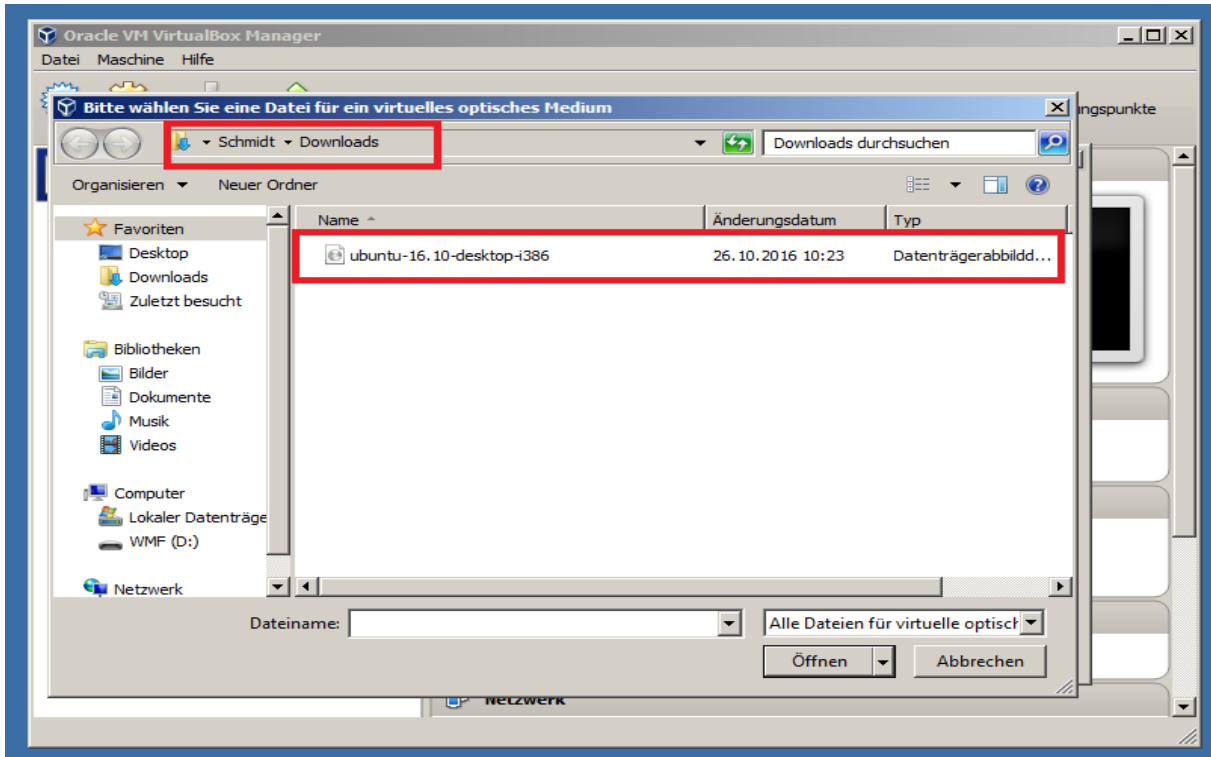 Oracle VM VirtualBox Manager
Datei Maschine Hilfe
Bitte wählen Sie eine Datei für ein virtuelles optisches Medium
ngspunkte
Schmidt Downloads
Downloads durchsuchen
Organisieren Neuer Ordner
Name Änderungsdatum Typ
Favoriten
ubuntu-16.10-desktop-i386 26.10.2016 10:23 Datenträgerabbildd...
Desktop
Downloads
Zuletzt besucht
Bibliotheken
Bilder
Dokumente
Musik
Videos
Computer
Lokaler Datenträge
WMF (D:)
Netzwerk
Dateiname: Alle Dateien für virtuelle optisch
Öffnen Abbrechen
Netzwerk